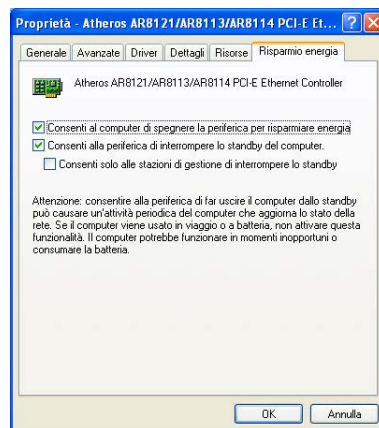 Proprietà - Atheros AR8121/AR8113/AR8114 PCI-E Et...
Generale Avanzate Driver Dettagli Risorse Risparmio energia
Atheros AR8121/AR8113/AR8114 PCI-E Ethernet Controller
Consenti al computer di spegnere la periferica per risparmiare energia
Consenti alla periferica di interrompere lo standby del computer.
Consenti solo alle stazioni di gestione di interrompere lo standby
Attenzione: consentire alla periferica di far uscire il computer dallo standby
può causare un'attività periodica del computer che aggiorna lo stato della
rete. Se il computer viene usato in viaggio o a batteria, non attivare questa
funzionalità. Il computer potrebbe funzionare in momenti inopportuni o
consumare la batteria.
OK Annulla